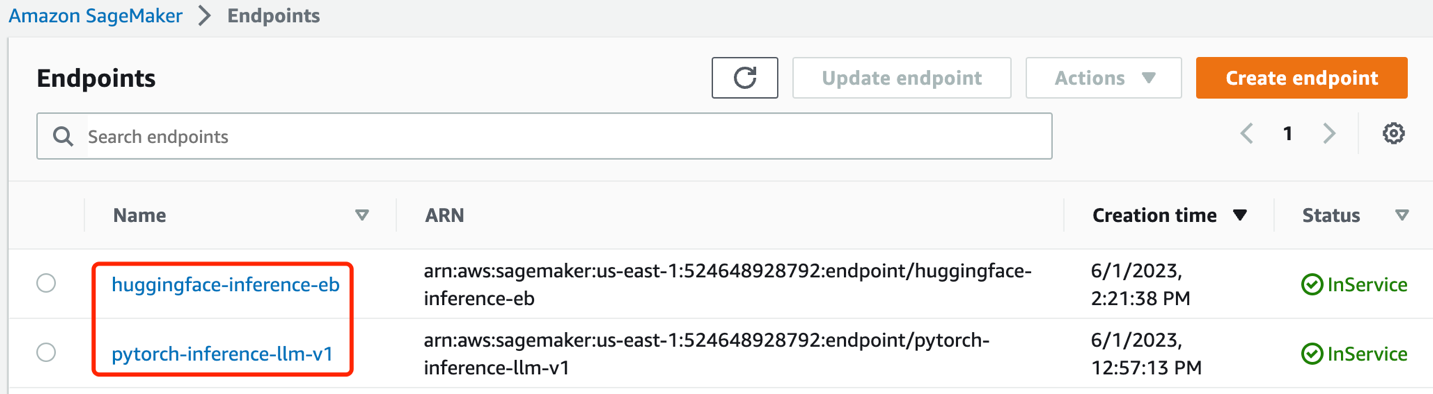 Amazon SageMaker > Endpoints
Endpoints
Update endpoint
Actions
Create endpoint
Search endpoints
1
Name
ARN
Creation time
Status
huggingface-inference-eb
arn:aws:sagemaker:us-east-1:524648928792:endpoint/huggingface-
inference-eb
6/1/2023,
2:21:38 PM
InService
pytorch-inference-llm-v1
arn:aws:sagemaker:us-east-1:524648928792:endpoint/pytorch-
inference-llm-v1
6/1/2023,
12:57:13 PM
InService